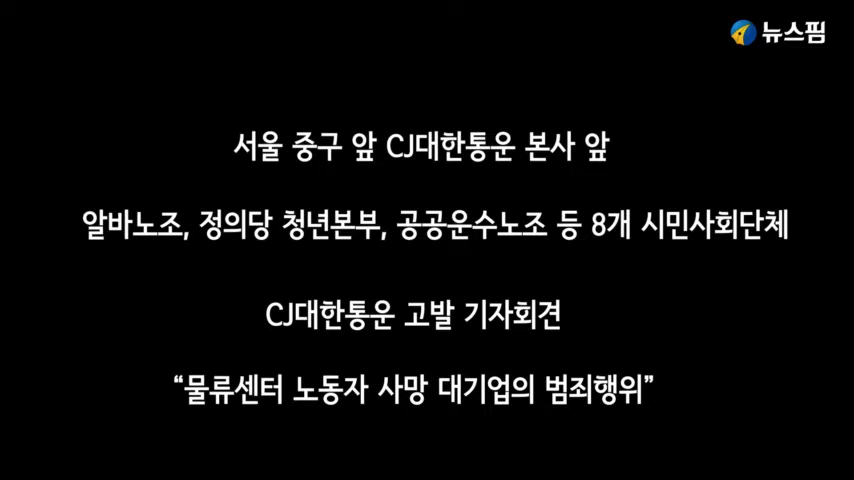 뉴스핌
서울 중구 앞 CJ대한통운 본사 앞
알바노조, 정의당 청년본부, 공공운수노조 등 8개 시민사회단체
CJ대한통운 고발 기자회견
“물류센터 노동자 사망 대기업의 범죄행위”